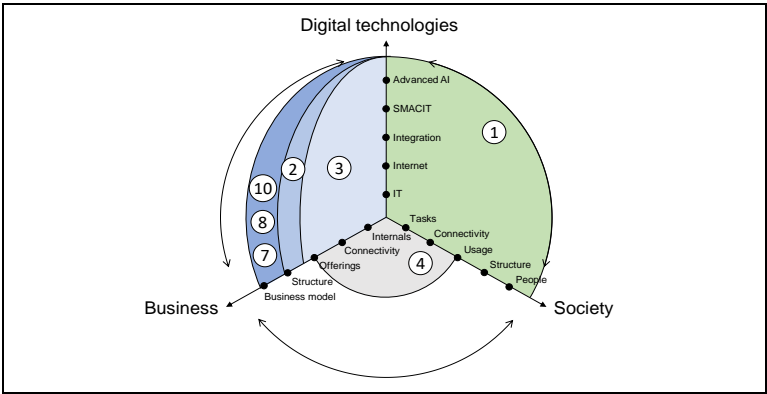 Digital technologies
Advanced AI
SMACIT
1
Integration
2
3
Internet
10
IT
8
Tasks
Internals
Connectivity
Connectivity
Usage
7
Offerings
4
Structure
Structure
People
Business model
Business
Society